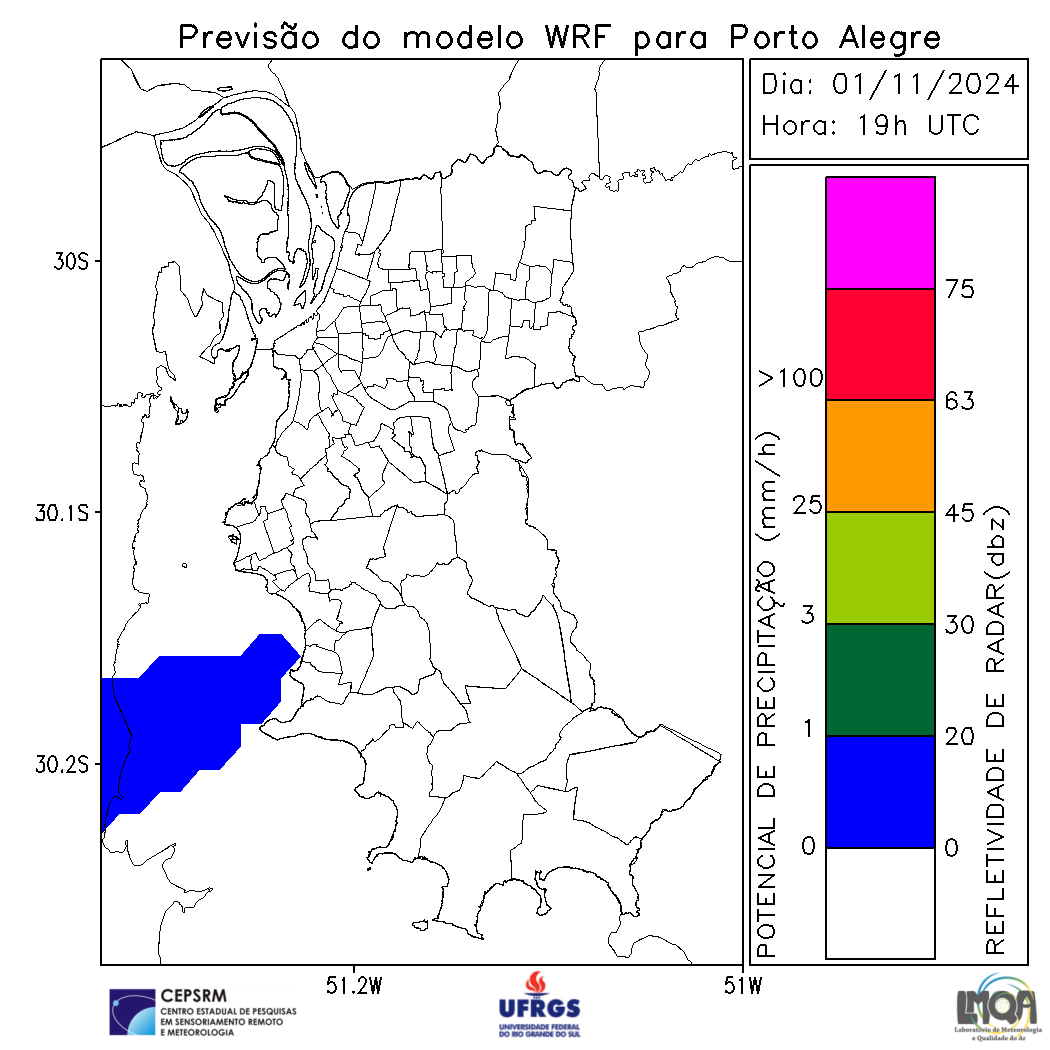 Previsão do modelo WRF para Porto Alegre
Dia: 01/11/2024
Hora: 19h UTC
30S
30.1S
30.2S
51.2W
51W
POTENCIAL DE PRECIPITAÇÃO (mm/h)
>100
25
3
1
0
75
63
45
30
20
0
REFLETIVIDADE DE RADAR(dbz)
CEPSRM
CENTRO ESTADUAL DE PESQUISAS
EM SENSORIAMENTO REMOTO
E METEOROLOGIA
UFRGS
UNIVERSIDADE FEDERAL
DO RIO GRANDE DO SUL
LMQA
Laboratório de Meteorologia
e Qualidade do Ar